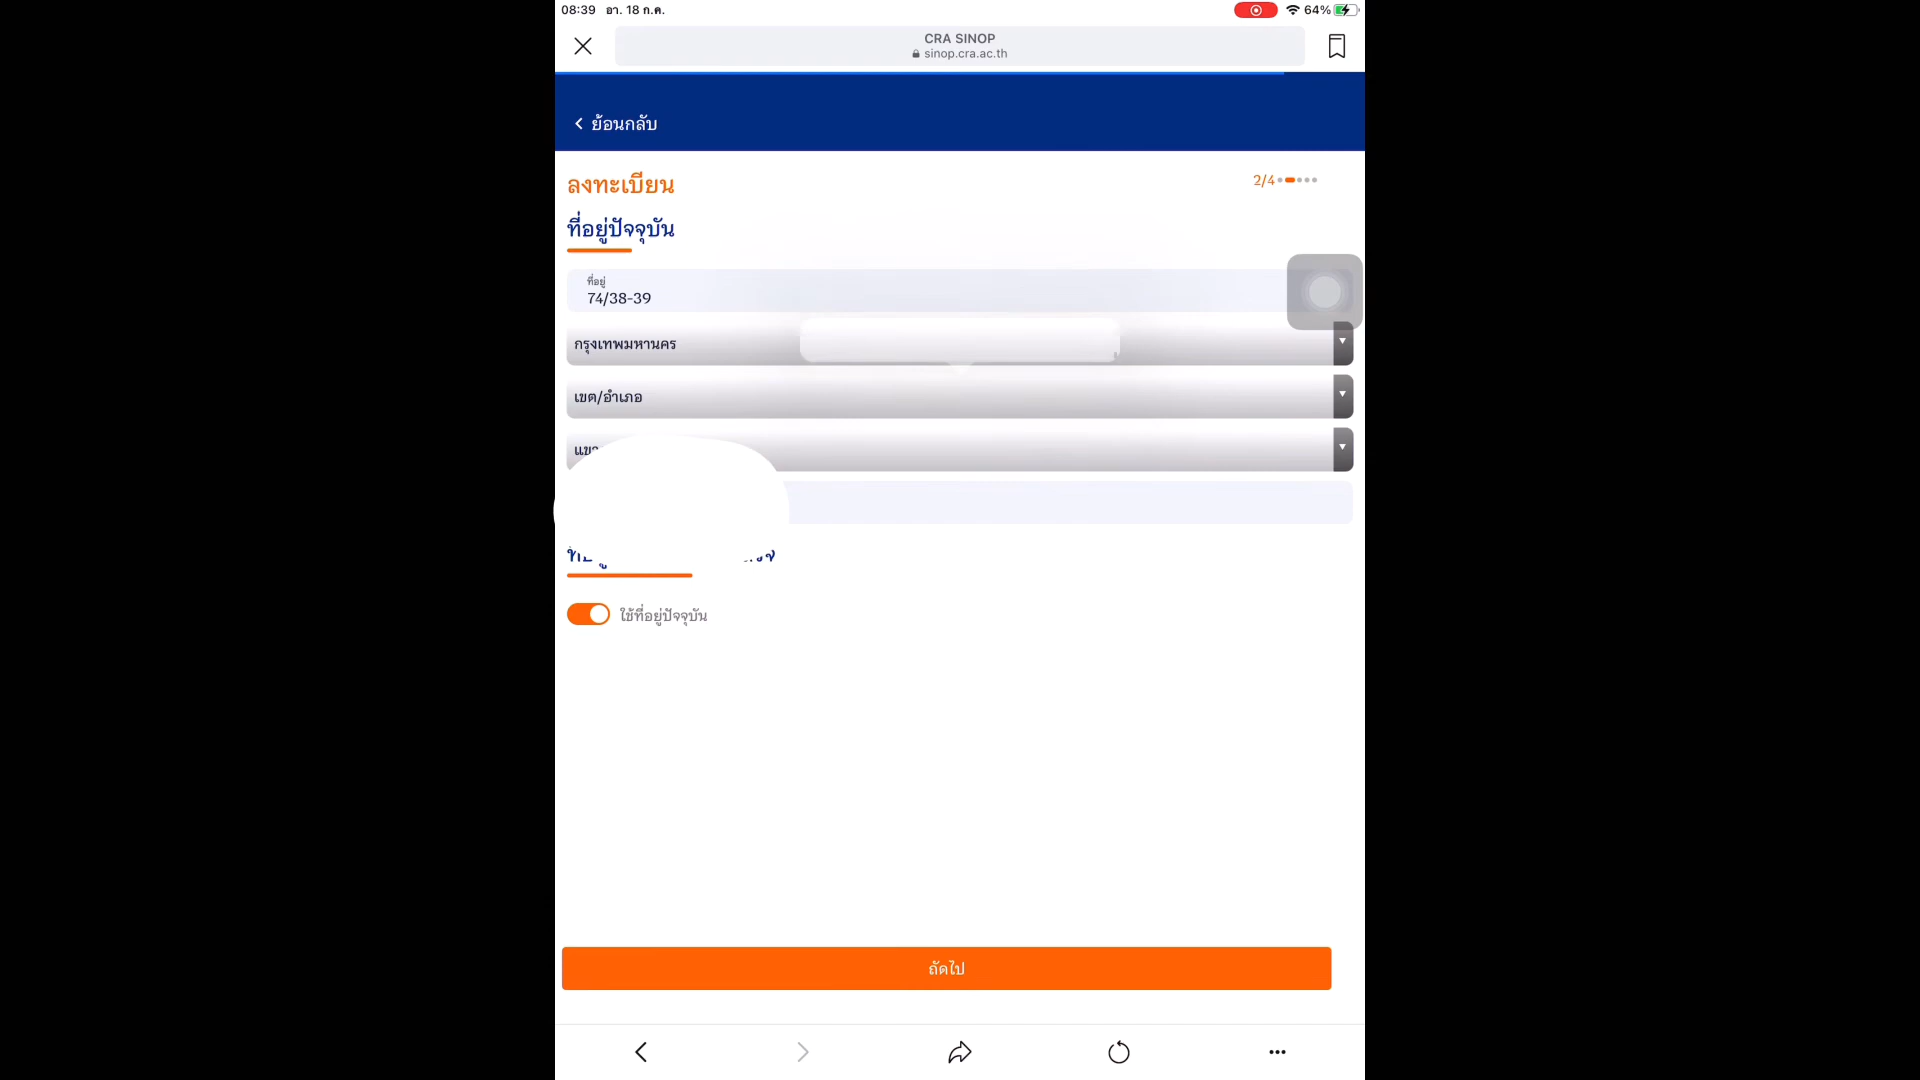 08:39 อา. 18 ก.ค.
64%
CRA SINOP
sinop.cra.ac.th
ย้อนกลับ
ลงทะเบียน
2/4
ที่อยู่ปัจจุบัน
ที่อยู่
74/38-39
กรุงเทพมหานคร
เขต/อำเภอ
ใช้ที่อยู่ปัจจุบัน
ถัดไป